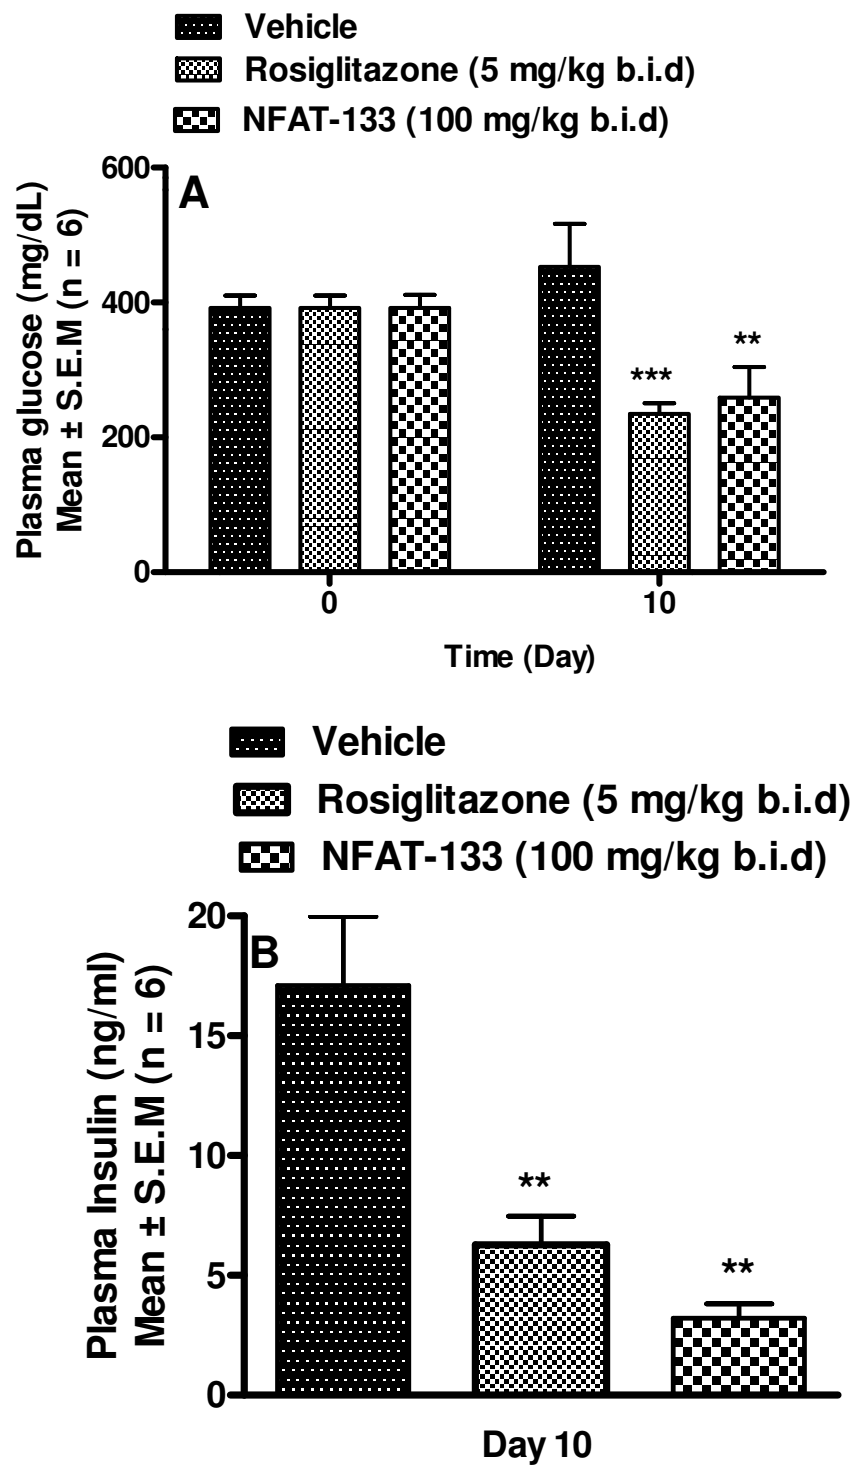 Vehicle
Rosiglitazone (5 mg/kg b.i.d)
NFAT-133 (100 mg/kg b.i.d)
A
Plasma glucose (mg/dL)
Mean ± S.E.M (n = 6)
600
400
200
0
***
**
0
10
Time (Day)
Vehicle
Rosiglitazone (5 mg/kg b.i.d)
NFAT-133 (100 mg/kg b.i.d)
B
Plasma Insulin (ng/ml)
Mean ± S.E.M (n = 6)
20
15
10
5
0
**
**
Day 10